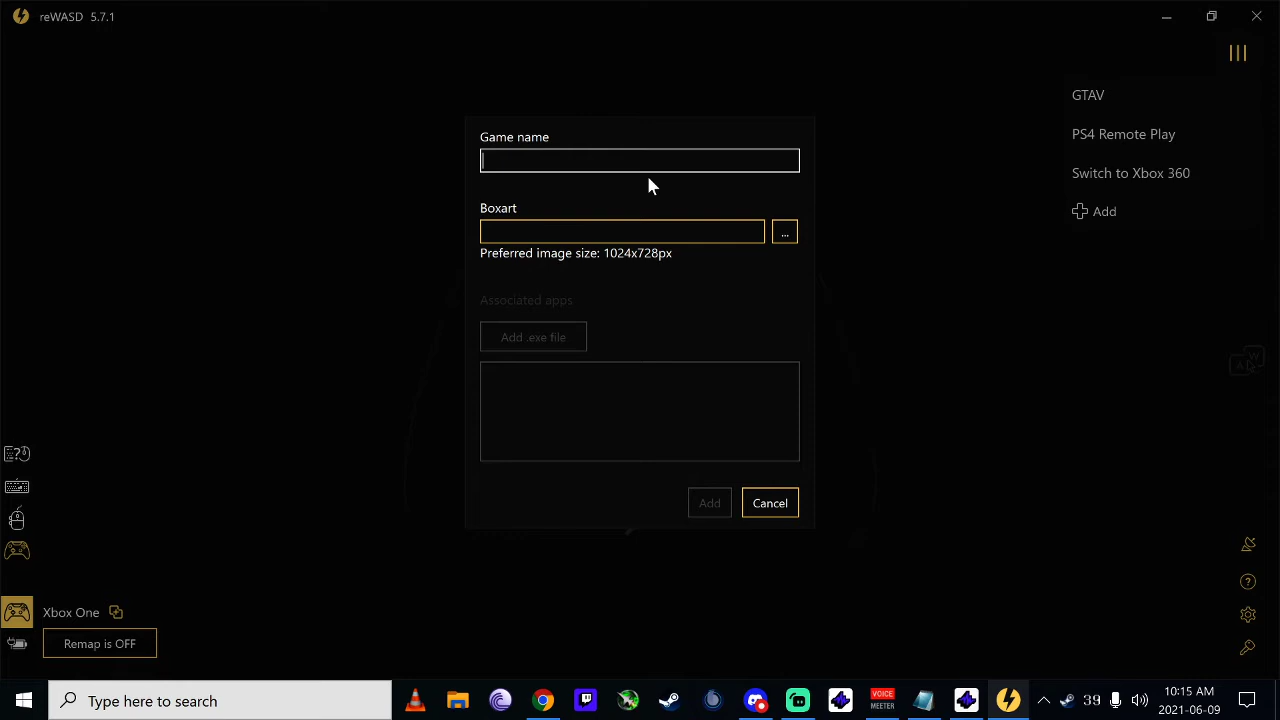 reWASD 5.7.1
GTAV
PS4 Remote Play
Switch to Xbox 360
Add
Game name
Boxart
...
Preferred image size: 1024x728px
Associated apps
Add .exe file
Add
Cancel
Xbox One
Remap is OFF
Type here to search
VOICE
MEETER
39
10:15 AM
2021-06-09